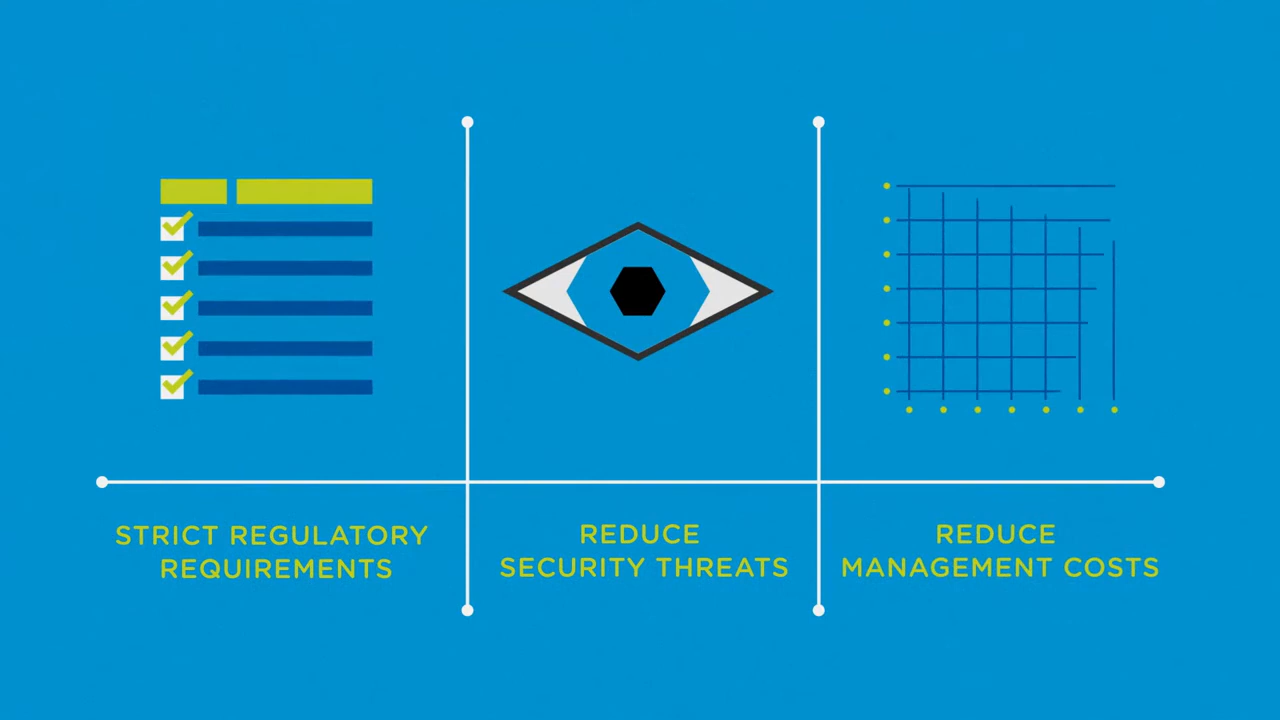 STRICT REGULATORY
REQUIREMENTS
REDUCE
SECURITY THREATS
REDUCE
MANAGEMENT COSTS